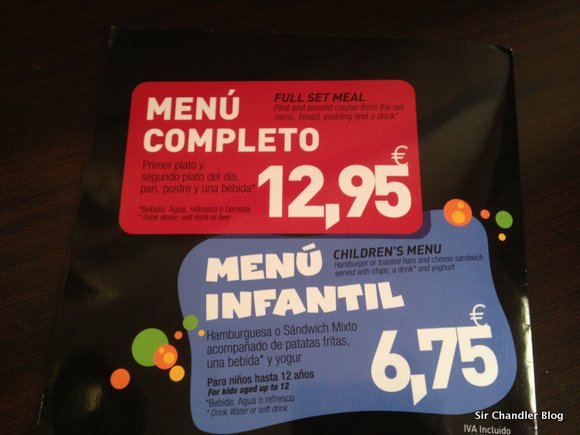 MENÚ
COMPLETO
FULL SET MEAL
First and second course from the set
menu, bread, pudding and a drink*
Primer plato y
segundo plato del día,
pan, postre y una bebida*
12,95 €
*Bebida: Agua, refresco o cerveza
* Drink Water, soft drink or beer
MENÚ
INFANTIL
CHILDREN'S MENU
Hamburger or toasted ham and cheese sandwich
served with chips, a drink* and yoghurt
Hamburguesa o Sándwich Mixto
acompañado de patatas fritas,
una bebida* y yogur
6,75 €
Para niños hasta 12 años
For kids aged up to 12
*Bebida: Agua o refresco
* Drink Water or soft drink
IVA Incluido
Sir Chandler Blog